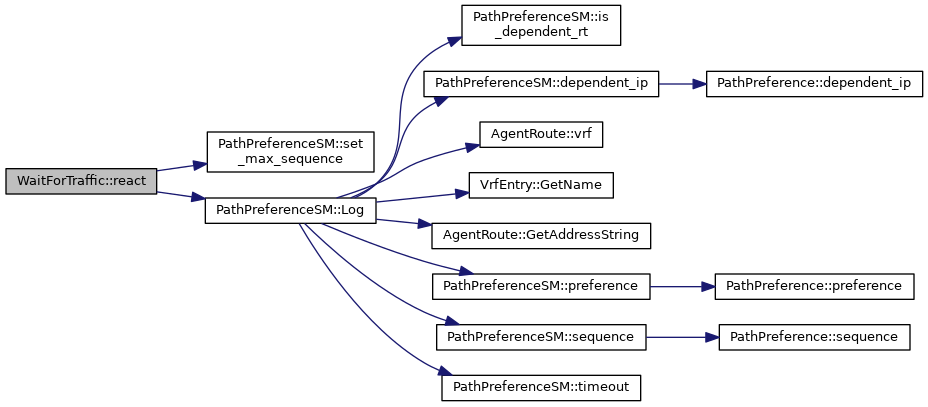 PathPreferenceSM::is
_dependent_rt
PathPreferenceSM::dependent_ip
PathPreference::dependent_ip
AgentRoute::vrf
PathPreferenceSM::set
_max_sequence
WaitForTraffic::react
VrfEntry::GetName
PathPreferenceSM::Log
AgentRoute::GetAddressString
PathPreferenceSM::preference
PathPreference::preference
PathPreferenceSM::sequence
PathPreference::sequence
PathPreferenceSM::timeout